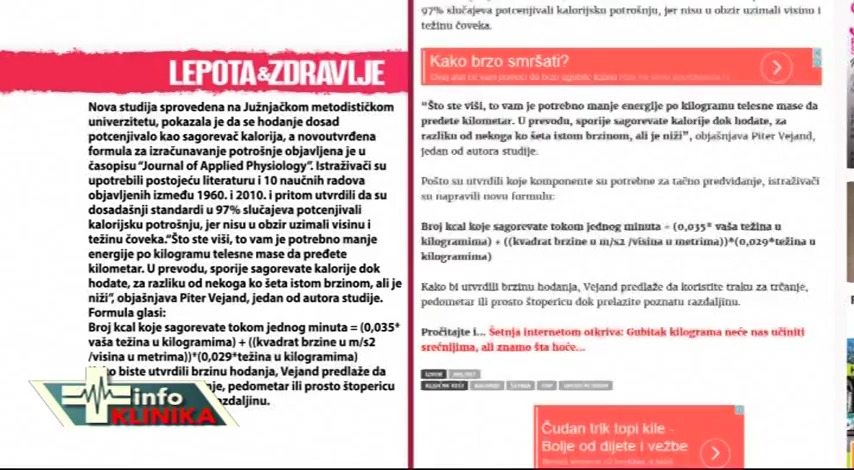 LEPOTA&ZDRAVLJE
Nova studija sprovedena na Južnjačkom metodističkom
univerzitetu, pokazala je da se hodanje dosad
potcenjivalo kao sagorevač kalorija, a novoutvrđena
formula za izračunavanje potrošnje objavljena je u
časopisu "Journal of Applied Physiology". Istraživači su
upotrebili postojeću literaturu i 10 naučnih radova
objavljenih između 1960. i 2010. i pritom utvrdili da su
dosadašnji standardi u 97% slučajeva potcenjivali
kalorijsku potrošnju, jer nisu u obzir uzimali visinu i
težinu čoveka."Što ste viši, to vam je potrebno manje
energije po kilogramu telesne mase da pređete
kilometar. U prevodu, sporije sagorevate kalorije dok
hodate, za razliku od nekoga ko šeta istom brzinom, ali je
niži", objašnjava Piter Vejand, jedan od autora studije.
Formula glasi:
Broj kcal koje sagorevate tokom jednog minuta = (0,035*
vaša težina u kilogramima) + ((kvadrat brzine u m/s2
/visina u metrima))*(0,029*težina u kilogramima)
biste utvrdili brzinu hodanja, Vejand predlaže da
pedometar ili prosto štopericu
info
KLINIKA
97% slučajeva potcenjivali kalorijsku potrošnju, jer nisu u obzir uzimali visinu i
težinu čoveka.
Kako brzo smršati?
"Što ste viši, to vam je potrebno manje energije po kilogramu telesne mase da
pređete kilometar. U prevodu, sporije sagorevate kalorije dok hodate, za
razliku od nekoga ko šeta istom brzinom, ali je niži", objašnjava Piter Vejand,
jedan od autora studije.
Pošto su utvrdili koje komponente su potrebne za tačno predviđanje, istraživači
su napravili novu formulu:
Broj kcal koje sagorevate tokom jednog minuta = (0,035* vaša težina u
kilogramima) + ((kvadrat brzine u m/s2 /visina u metrima))*(0,029*težina u
kilogramima)
Kako bi utvrdili brzinu hodanja, Vejand predlaže da koristite traku za trčanje,
pedometar ili prosto štopericu dok prelazite poznatu razdaljinu.
Pročitajte i... Šetnja internetom otkriva: Gubitak kilograma neće nas učiniti
srećnijima, ali znamo šta hoće...
Čudan trik topi kile -
Bolje od dijete i vežbe